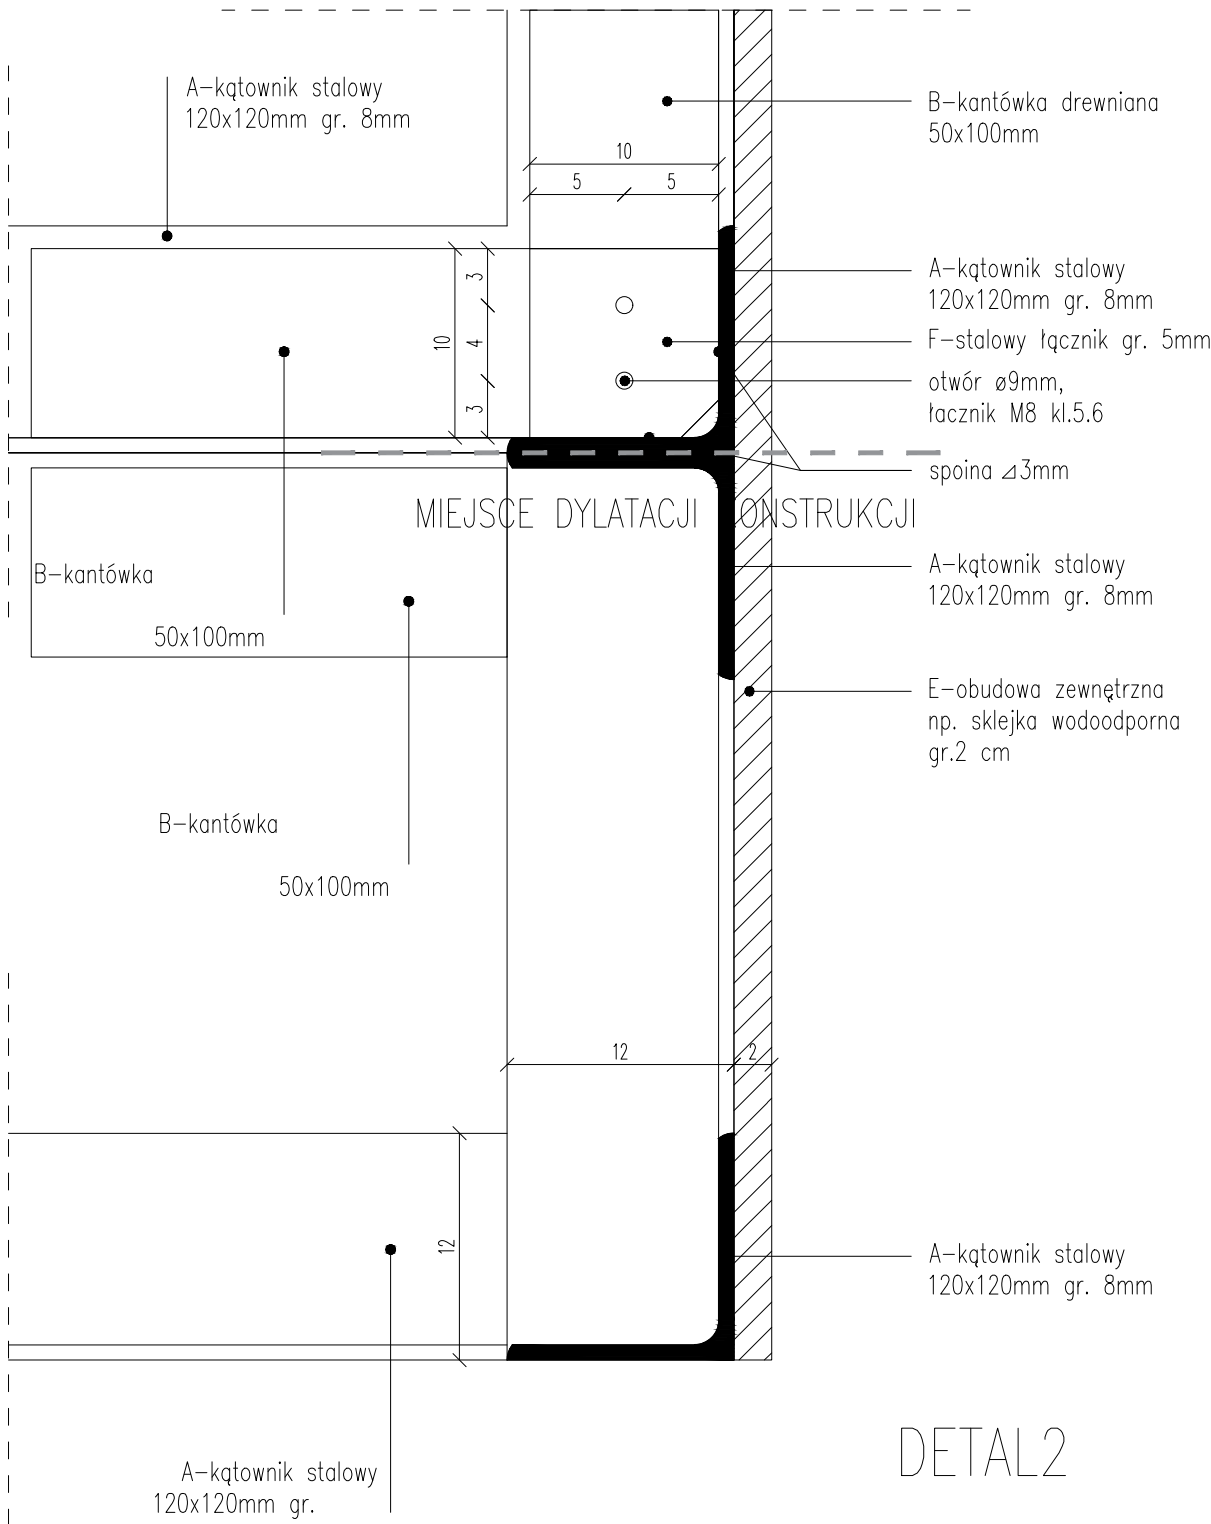 A-kątownik stalowy
120x120mm gr. 8mm
B-kantówka drewniana
50x100mm
10
5
5
A-kątownik stalowy
120x120mm gr. 8mm
3
10
4
3
F-stalowy łącznik gr. 5mm
otwór ø9mm,
łacznik M8 kl.5.6
spoina ⊿3mm
MIEJSCE DYLATACJI ONSTRUKCJI
B-kantówka
50x100mm
A-kątownik stalowy
120x120mm gr. 8mm
E-obudowa zewnętrzna
np. sklejka wodoodporna
gr.2 cm
B-kantówka
50x100mm
12
2
12
A-kątownik stalowy
120x120mm gr. 8mm
DETAL2
A-kątownik stalowy
120x120mm gr.